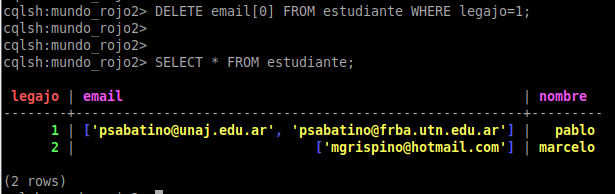 cqlsh:mundo_rojo2> DELETE email[0] FROM estudiante WHERE legajo=1;
cqlsh:mundo_rojo2>
cqlsh:mundo_rojo2>
cqlsh:mundo_rojo2> SELECT * FROM estudiante;
legajo | email | nombre
--------+----------------------------------------------------+---------
1 | ['psabatino@unaj.edu.ar', 'psabatino@frba.utn.edu.ar'] | pablo
2 | ['mgrispino@hotmail.com'] | marcelo
(2 rows)